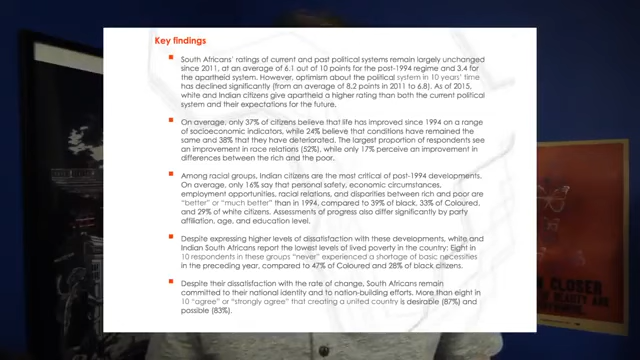 Key findings
South Africans' ratings of current and past political systems remain largely unchanged
since 2011, at an average of 6.1 out of 10 points for the post-1994 regime and 3.4 for
the apartheid system. However, optimism about the political system in 10 years' time
has declined significantly (from an average of 8.2 points in 2011 to 6.8). As of 2015,
white and Indian citizens give apartheid a higher rating than both the current political
system and their expectations for the future.
On average, only 37% of citizens believe that life has improved since 1994 on a range
of socioeconomic indicators, while 24% believe that conditions have remained the
same and 38% that they have deteriorated. The largest proportion of respondents see
an improvement in race relations (52%), while only 17% perceive an improvement in
differences between the rich and the poor.
Among racial groups, Indian citizens are the most critical of post-1994 developments.
On average, only 16% say that personal safety, economic circumstances,
employment opportunities, racial relations, and disparities between rich and poor are
"better" or "much better" than in 1994, compared to 39% of black, 33% of Coloured,
and 29% of white citizens. Assessments of progress also differ significantly by party
affiliation, age, and education level.
Despite expressing higher levels of dissatisfaction with these developments, white and
Indian South Africans report the lowest levels of lived poverty in the country: Eight in
10 respondents in these groups "never" experienced a shortage of basic necessities
in the preceding year, compared to 47% of Coloured and 28% of black citizens.
Despite their dissatisfaction with the rate of change, South Africans remain
committed to their national identity and to nation-building efforts. More than eight in
10 "agree" or "strongly agree" that creating a united country is desirable (87%) and
possible (83%).
CLOSER